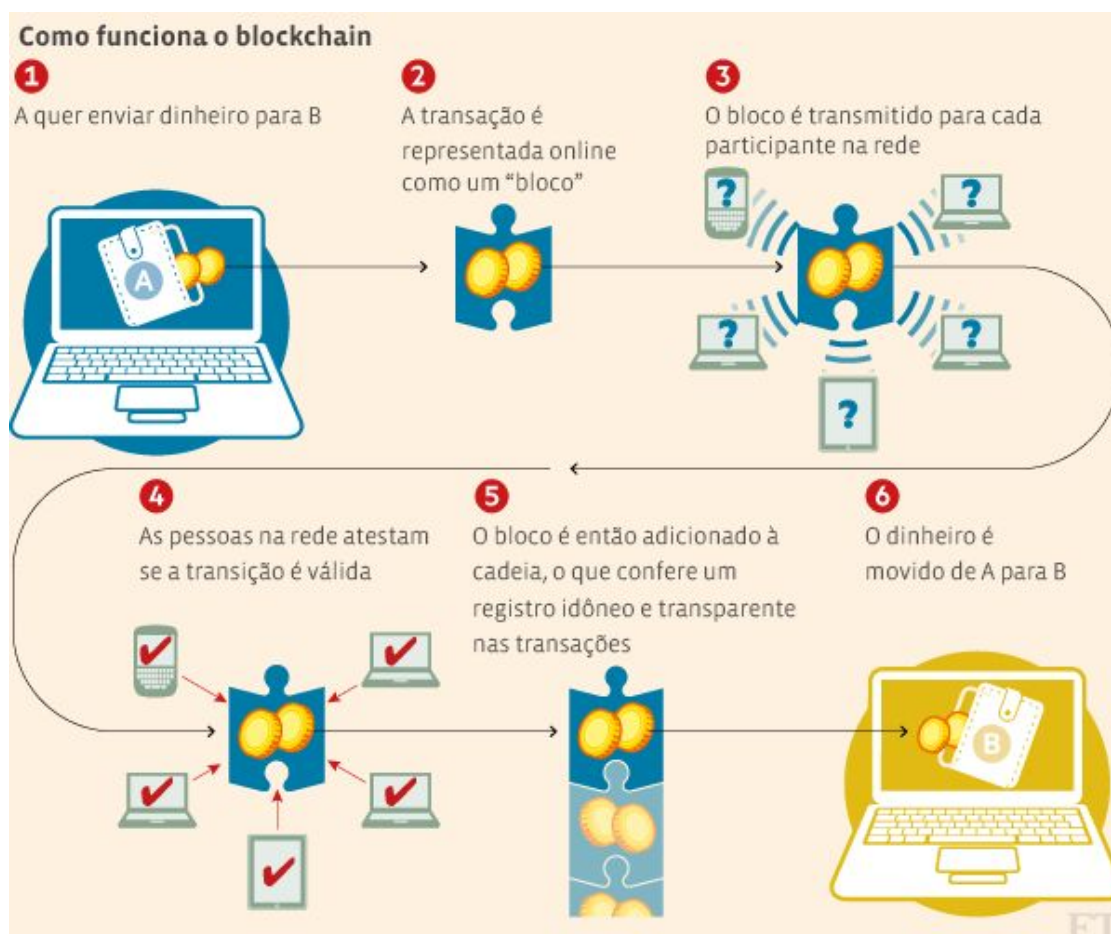 Como funciona o blockchain
1
A quer enviar dinheiro para B
2
A transação é
representada online
como um “bloco”
3
O bloco é transmitido para cada
participante na rede
?
?
?
?
?
A
4
As pessoas na rede atestam
se a transição é válida
5
O bloco é então adicionado à
cadeia, o que confere um
registro idôneo e transparente
nas transações
6
O dinheiro é
movido de A para B
B